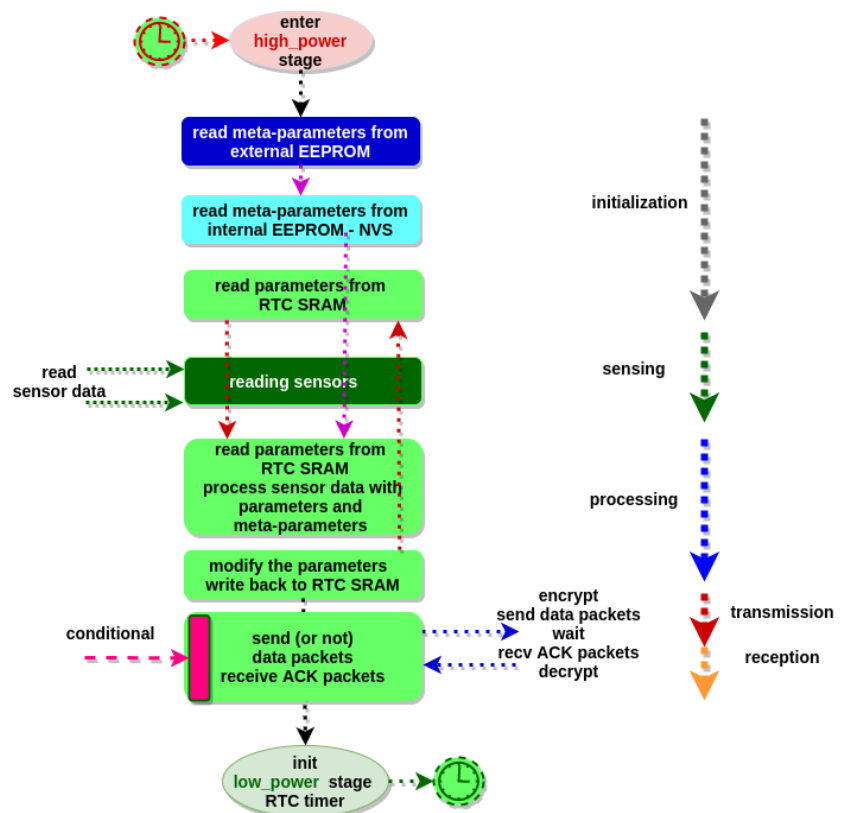 enter
high_power
stage
read meta-parameters from
external EEPROM
read meta-parameters from
internal EEPROM - NVS
initialization
read parameters from
RTC SRAM
read
sensor data
reading sensors
sensing
read parameters from
RTC SRAM
process sensor data with
parameters and
meta-parameters
processing
modify the parameters
write back to RTC SRAM
conditional
send (or not)
data packets
receive ACK packets
encrypt
send data packets
wait
recv ACK packets
decrypt
transmission
reception
init
low_power stage
RTC timer